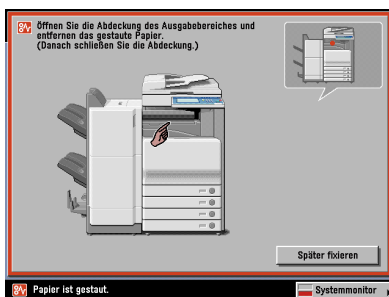 Öffnen Sie die Abdeckung des Ausgabebereiches und
entfernen das gestaute Papier.
(Danach schließen Sie die Abdeckung.)
Später fixieren
Papier ist gestaut.
Systemmonitor